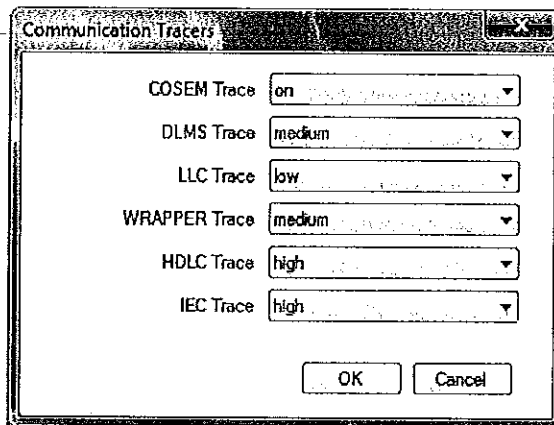 Communication Tracers
COSEM Trace on
DLMS Trace medium
LLC Trace low
WRAPPER Trace medium
HDLC Trace high
IEC Trace high
OK Cancel